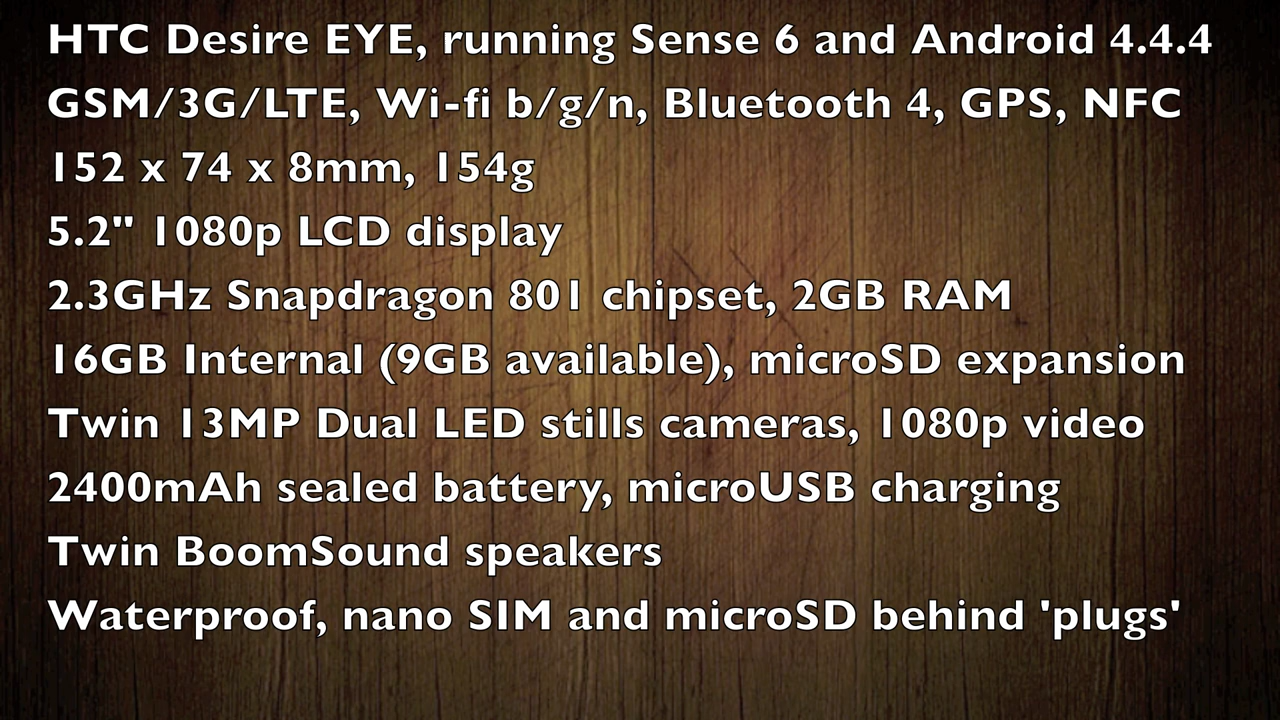 HTC Desire EYE, running Sense 6 and Android 4.4.4
GSM/3G/LTE, Wi-fi b/g/n, Bluetooth 4, GPS, NFC
152 x 74 x 8mm, 154g
5.2" 1080p LCD display
2.3GHz Snapdragon 801 chipset, 2GB RAM
16GB Internal (9GB available), microSD expansion
Twin 13MP Dual LED stills cameras, 1080p video
2400mAh sealed battery, microUSB charging
Twin BoomSound speakers
Waterproof, nano SIM and microSD behind 'plugs'